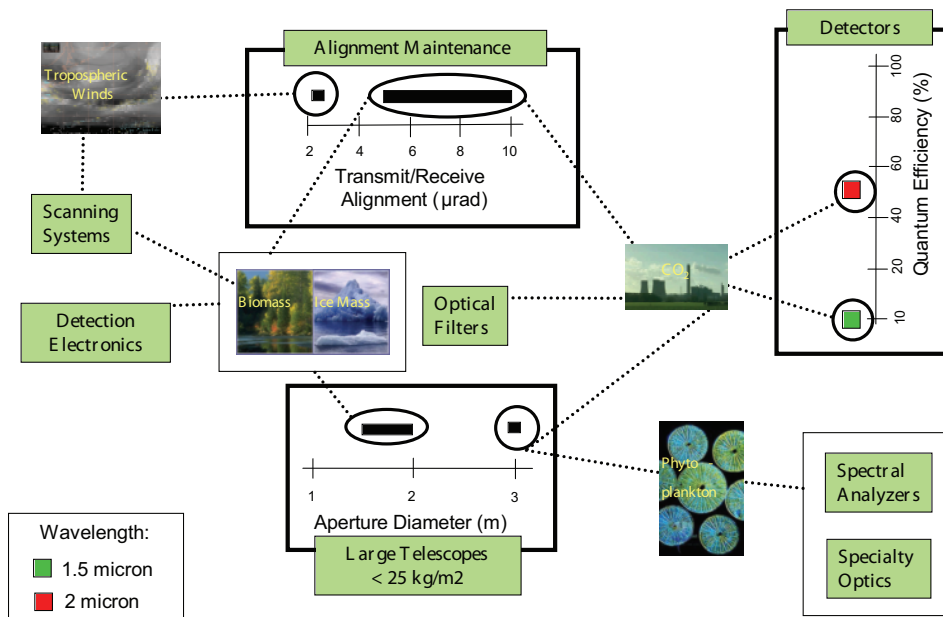 Alignment Maintenance
Detectors
Tropospheric
Winds
2
4
6
8
10
Transmit/Receive
Alignment (µrad)
100
80
60
40
20
10
Quantum Efficiency (%)
Scanning
Systems
CO2
Biomass
Ice Mass
Optical
Filters
Detection
Electronics
1
2
3
Aperture Diameter (m)
Large Telescopes
< 25 kg/m2
Phyto
plankton
Spectral
Analyzers
Specialty
Optics
Wavelength:
1.5 micron
2 micron